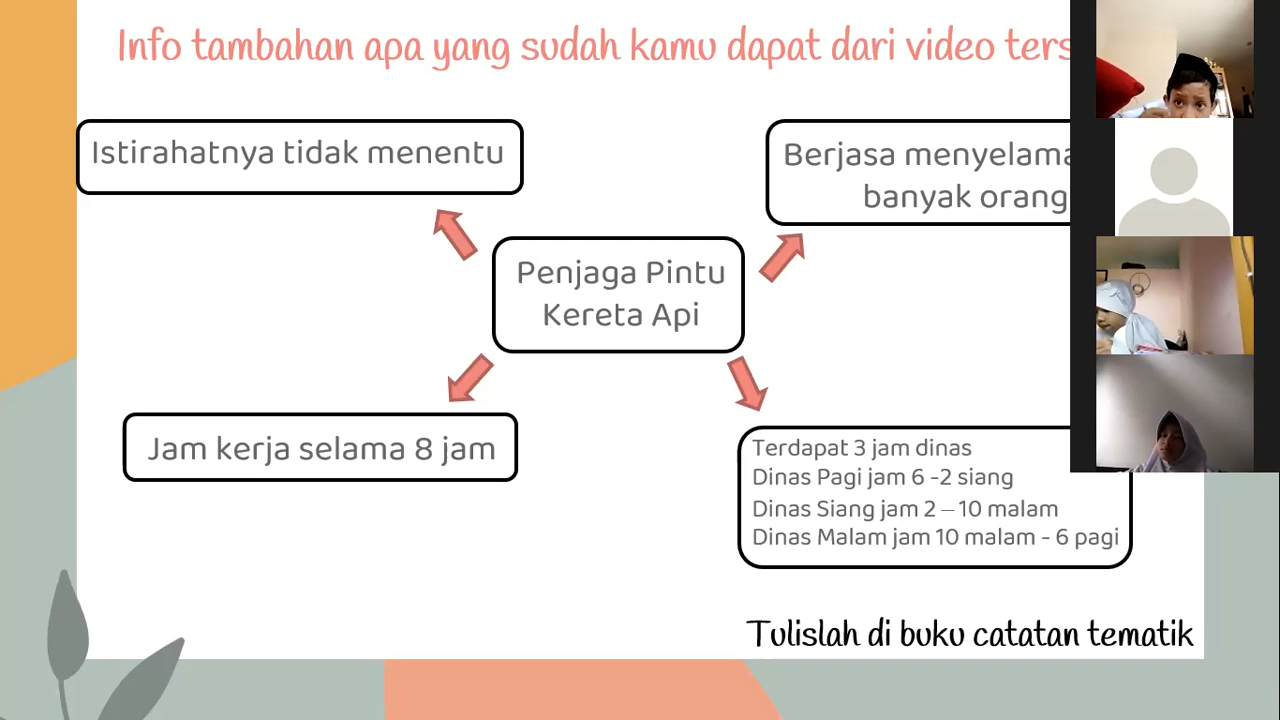 Info tambahan apa yang sudah kamu dapat dari video
Istirahatnya tidak menentu
Berjasa
banyak orang
Penjaga Pintu
Kereta Api
Jam kerja selama 8 jam
Terdapat 3 jam dinas
Dinas Pagi jam 6 -2 siang
Dinas Siang jam 2 – 10 malam
Dinas Malam jam 10 malam - 6 pagi
Tulislah di buku catatan tematik